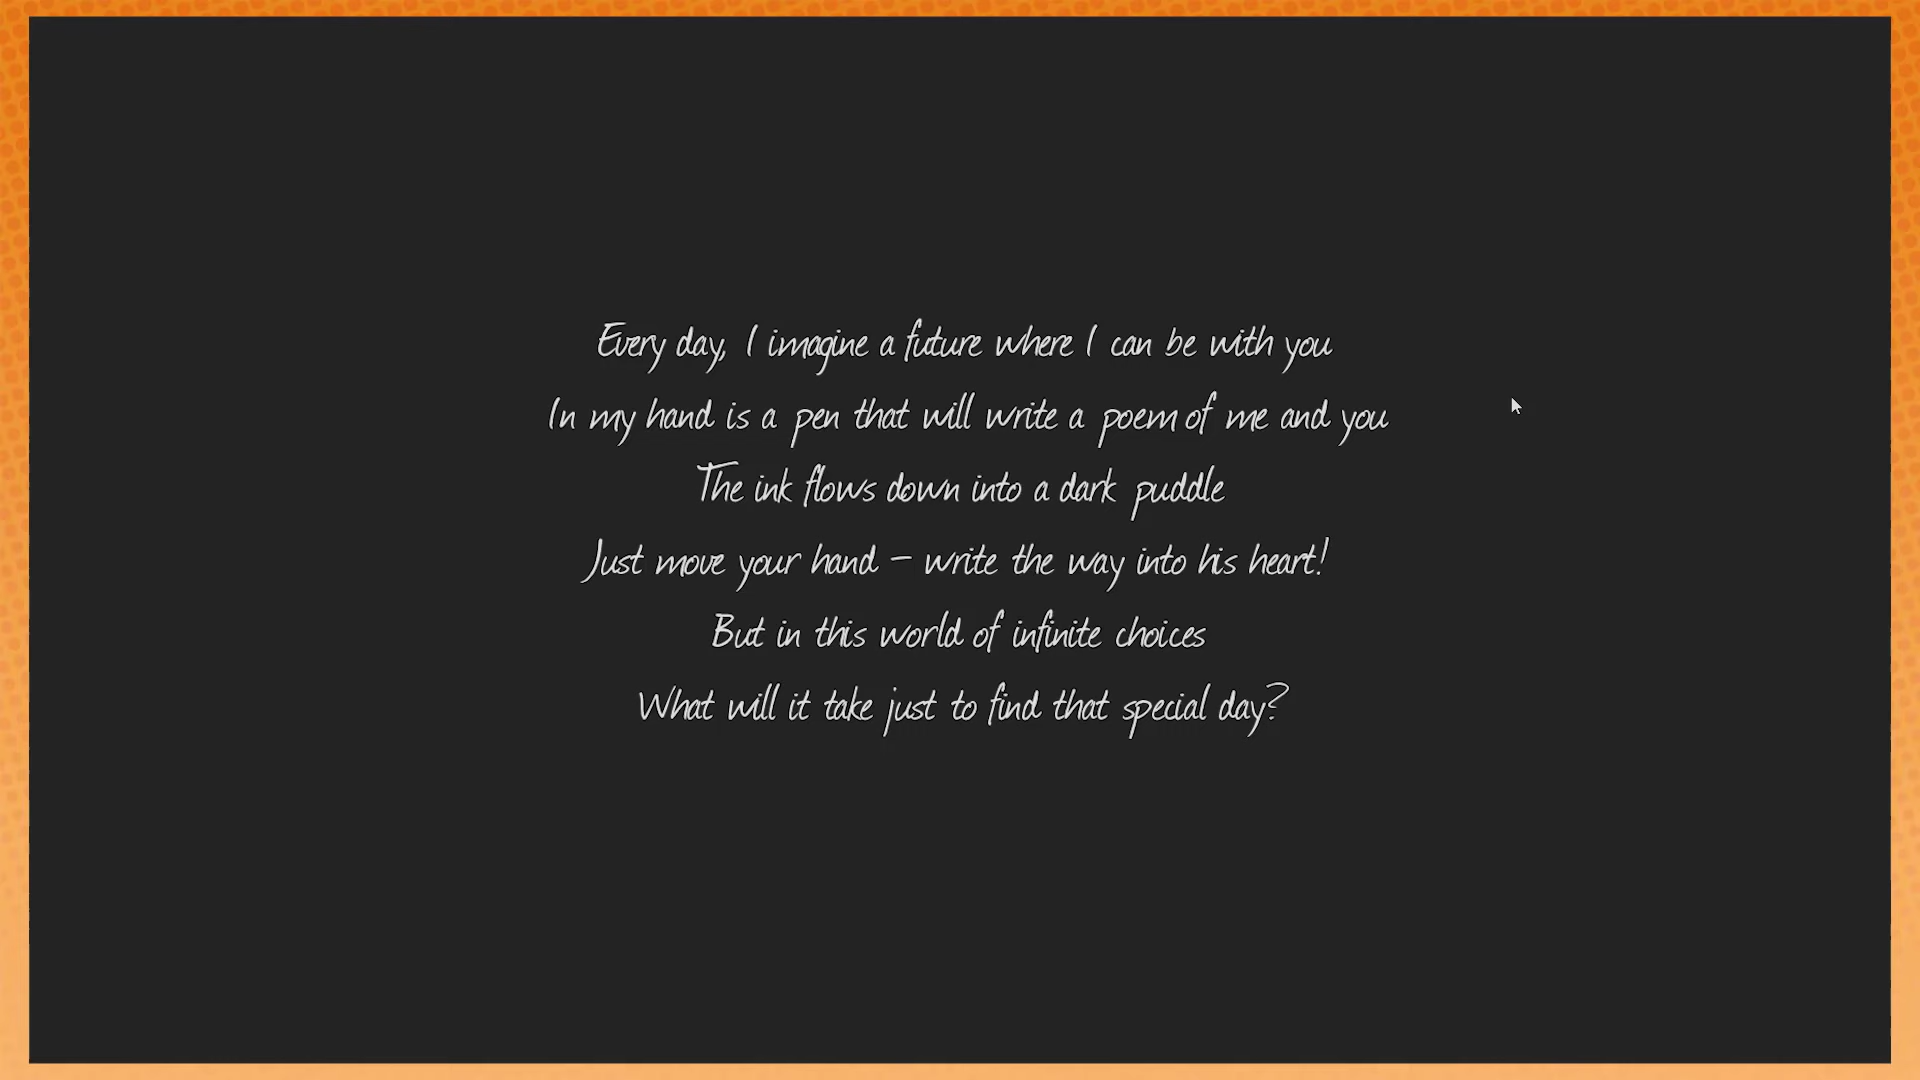 Every day, I imagine a future where I can be with you
In my hand is a pen that will write a poem of me and you
The ink flows down into a dark puddle
Just move your hand – write the way into his heart!
But in this world of infinite choices
What will it take just to find that special day?